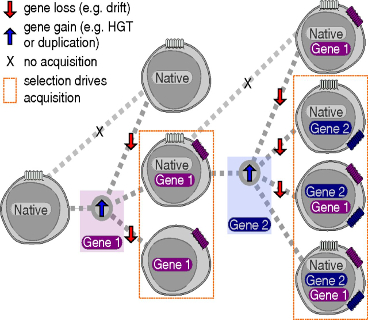 gene loss (e.g. drift)
gene gain (e.g. HGT
or duplication)
X no acquisition
selection drives
acquisition
Native
Gene 1
Native
X
X
Native
Gene 2
Native
Gene 1
Native
Gene 2
Gene 1
Gene 1
Gene 2
Gene 1
Native
Gene 2
Gene 1